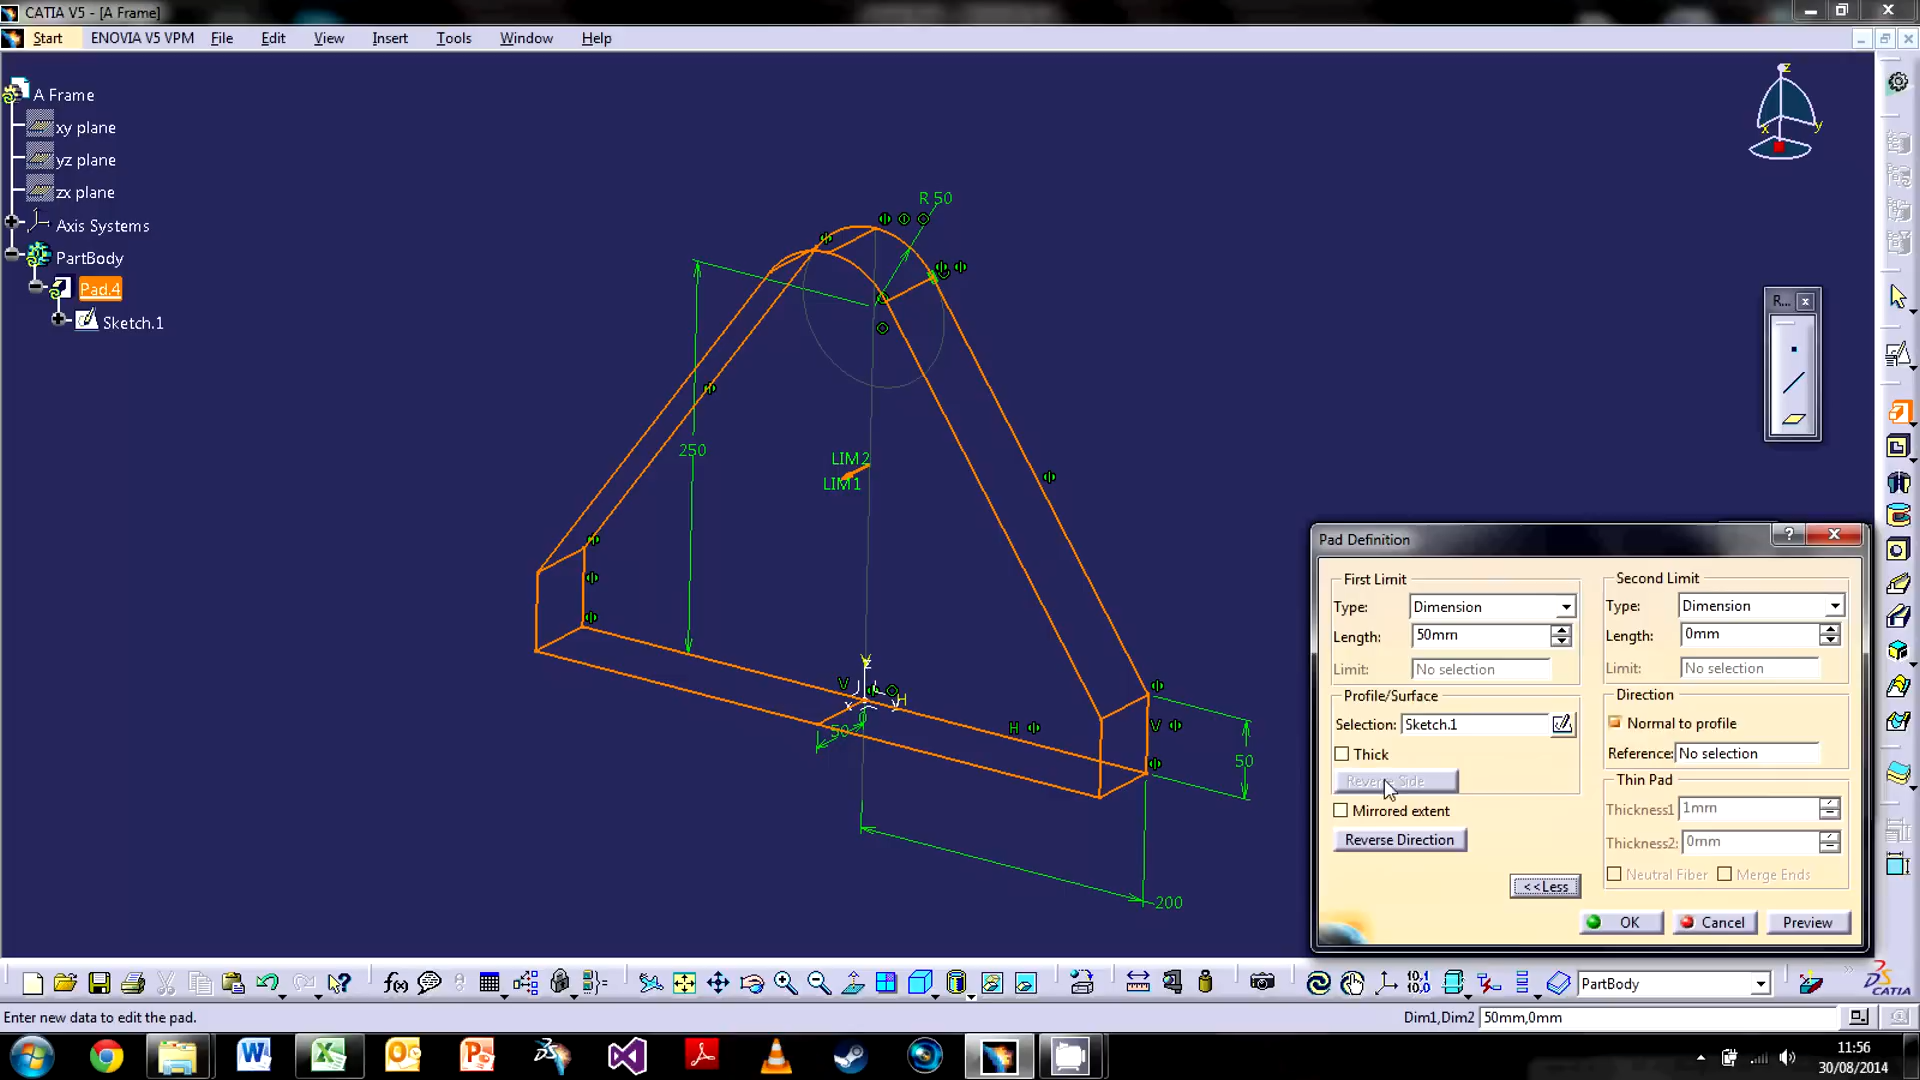 CATIA V5 - [A Frame]
Start ENOVIA V5 VPM File Edit View Insert Tools Window Help
A Frame
xy plane
yz plane
zx plane
Axis Systems
PartBody
Pad.4
Sketch.1
z
x
y
R...
R 50
250
LIM2
LIM1
V
H
x
y
z
50
H
V
50
200
Pad Definition
First Limit
Type: Dimension
Length: 50mm
Limit: No selection
Profile/Surface
Selection: Sketch.1
Thick
Reverse Side
Mirrored extent
Reverse Direction
<<Less
Second Limit
Type: Dimension
Length: 0mm
Limit: No selection
Direction
Normal to profile
Reference: No selection
Thin Pad
Thickness1 1mm
Thickness2: 0mm
Neutral Fiber Merge Ends
OK Cancel Preview
f(x)
10,1
10,0
PartBody
CATIA
Enter new data to edit the pad.
Dim1,Dim2 50mm,0mm
11:56
30/08/2014